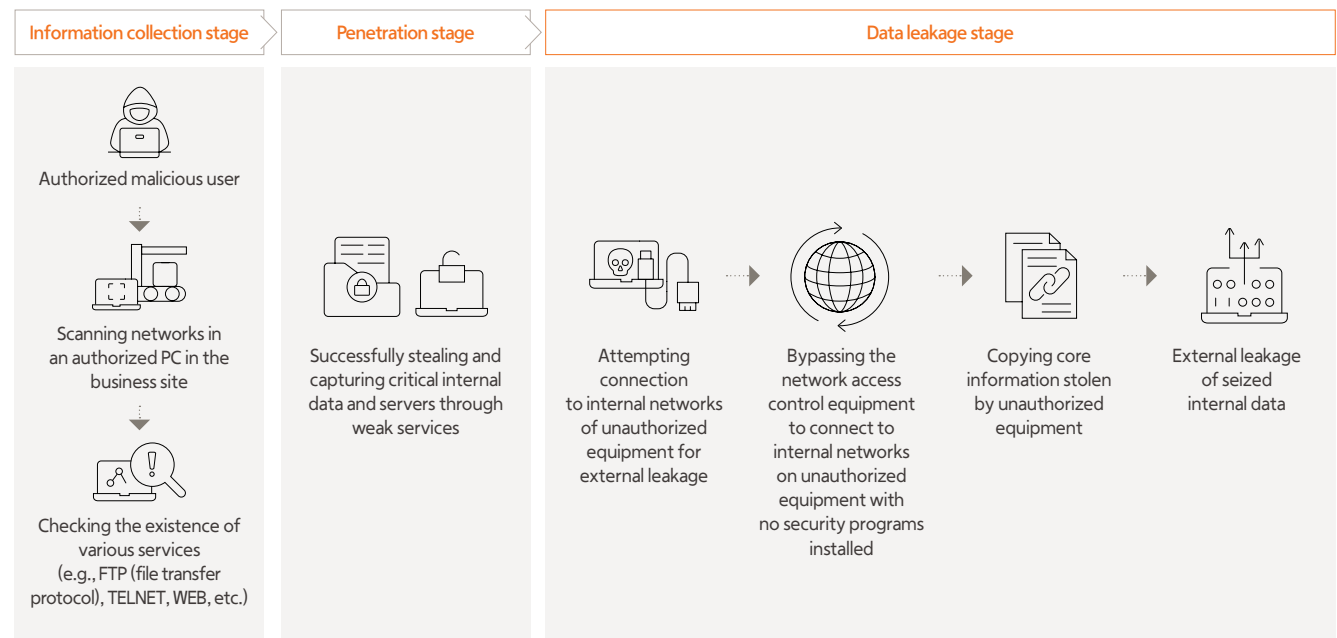 Information collection stage
Penetration stage
Data leakage stage
Authorized malicious user
Scanning networks in
an authorized PC in the
business site
Checking the existence of
various services
(e.g., FTP (file transfer
protocol), TELNET, WEB, etc.)
Successfully stealing and
capturing critical internal
data and servers through
weak services
Attempting
connection
to internal networks
of unauthorized
equipment for
external leakage
Bypassing the
network access
control equipment
to connect to
internal networks
on unauthorized
equipment with
no security programs
installed
Copying core
information stolen
by unauthorized
equipment
External leakage
of seized
internal data